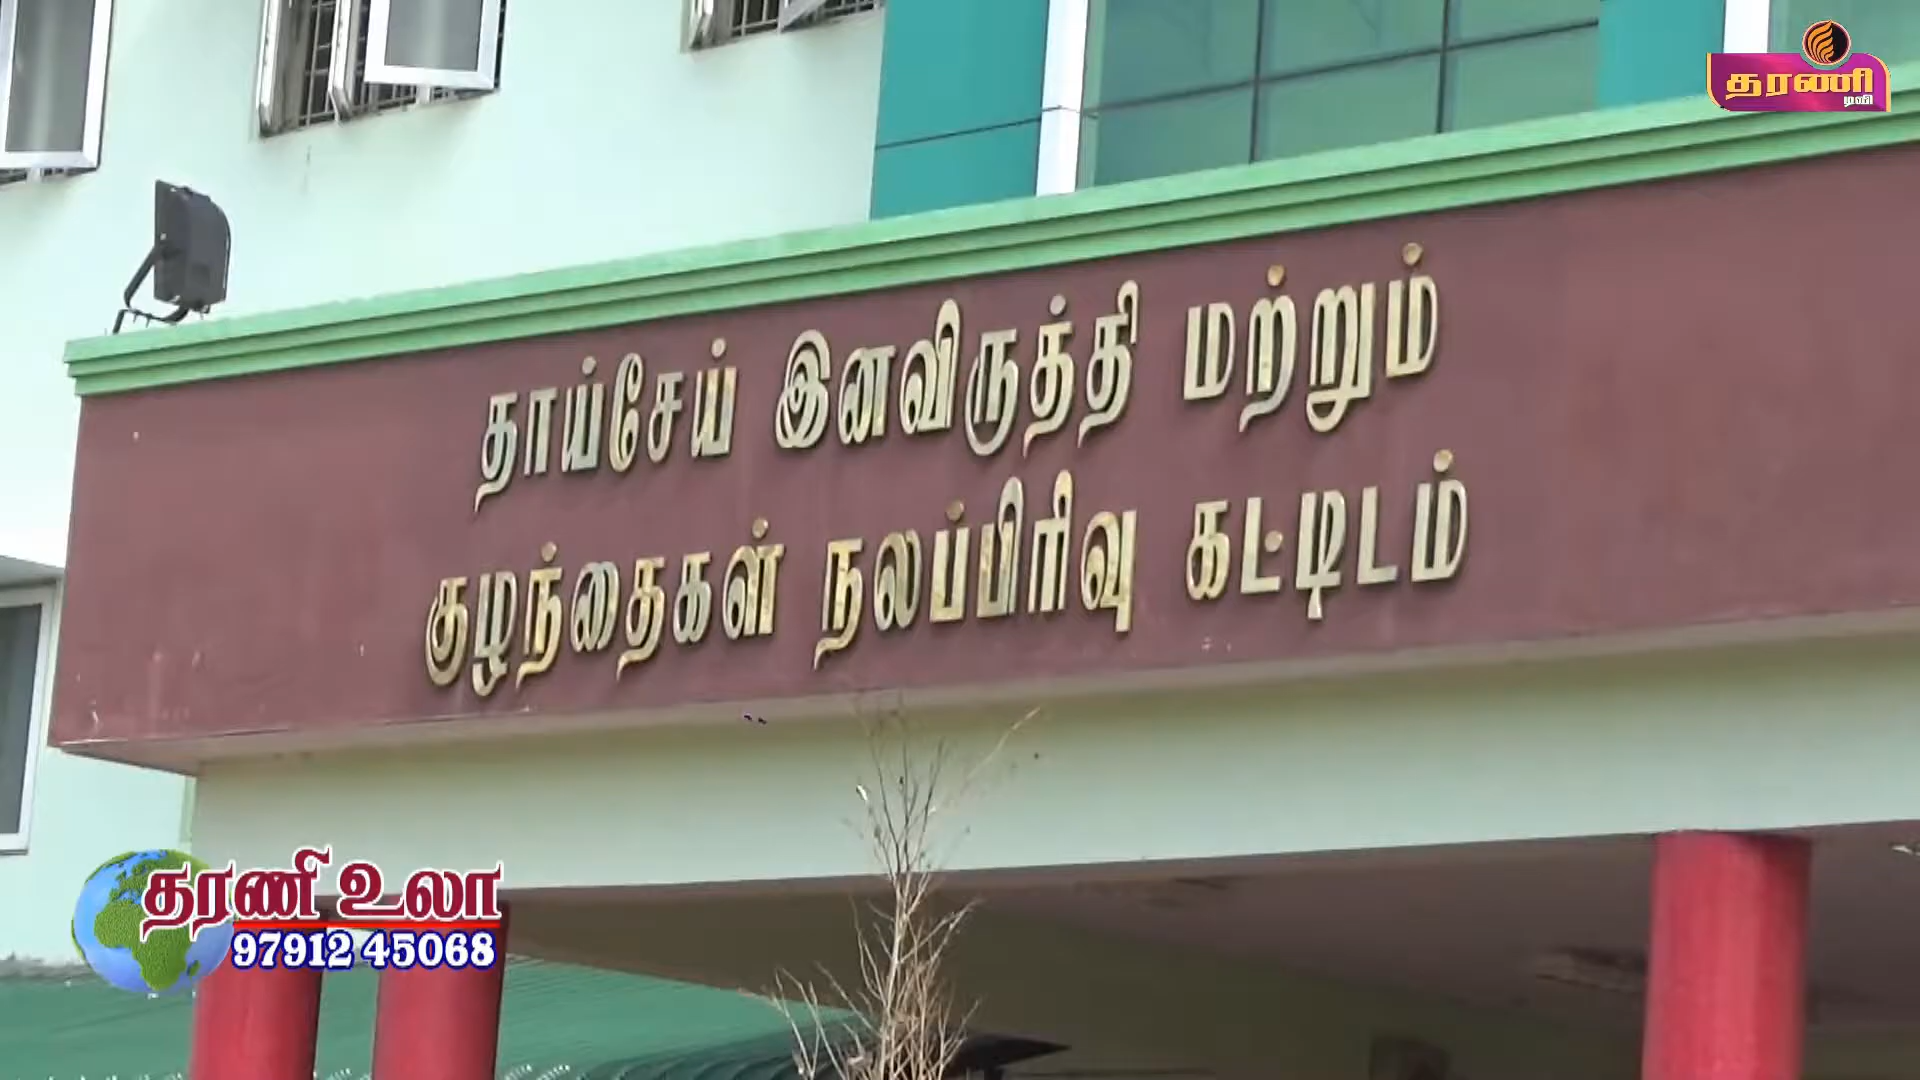 தரணி
டிவி
தாய்சேய் இனவிருத்தி மற்றும்
குழந்தைகள் நலப்பிரிவு கட்டிடம்
தரணி உலா
97912 45068